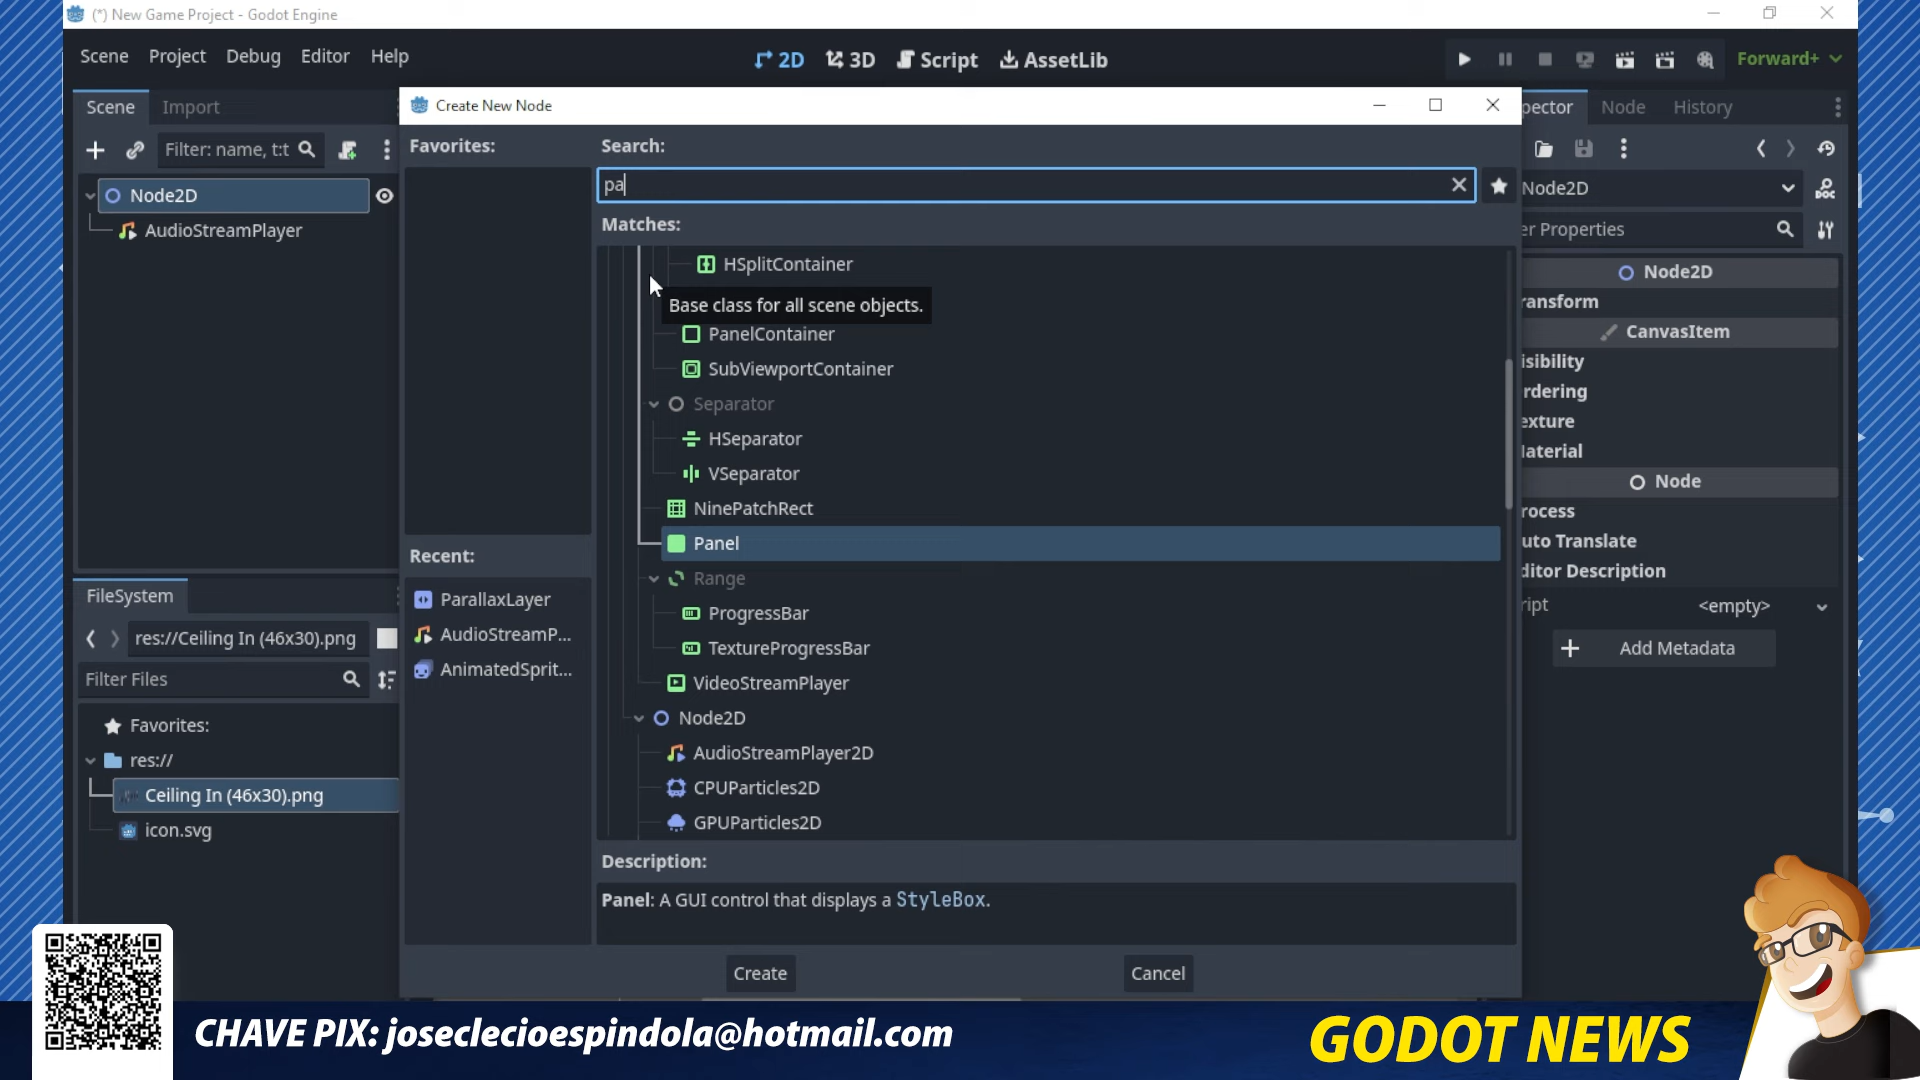 (*) New Game Project - Godot Engine
Scene Project Debug Editor Help
2D 3D Script AssetLib
Forward+
Scene Import
Filter: name, t:t
Node2D
AudioStreamPlayer
Create New Node
Favorites:
Search:
pa
Matches:
HSplitContainer
Base class for all scene objects.
PanelContainer
SubViewportContainer
Separator
HSeparator
VSeparator
NinePatchRect
Panel
Range
ProgressBar
TextureProgressBar
VideoStreamPlayer
Node2D
AudioStreamPlayer2D
CPUParticles2D
GPUParticles2D
Recent:
ParallaxLayer
AudioStreamP...
AnimatedSprit...
Description:
Panel: A GUI control that displays a StyleBox.
Create Cancel
pector Node History
Node2D
er Properties
Node2D
ransform
CanvasItem
isibility
rdering
exture
laterial
Node
rocess
uto Translate
ditor Description
ript <empty>
Add Metadata
FileSystem
res://Ceiling In (46x30).png
Filter Files
Favorites:
res://
Ceiling In (46x30).png
icon.svg
CHAVE PIX: joseclecioespindola@hotmail.com
GODOT NEWS